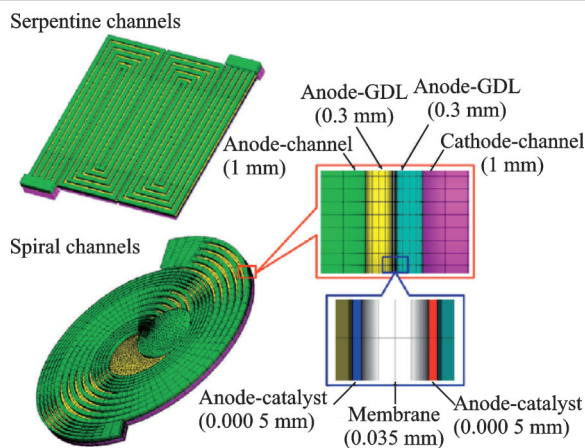 Serpentine channels
Anode-GDL
(0.3 mm)
Anode-GDL
(0.3 mm)
Anode-channel
(1 mm)
Cathode-channel
(1 mm)
Spiral channels
Anode-catalyst
(0.000 5 mm)
Membrane
(0.035 mm)
Anode-catalyst
(0.000 5 mm)